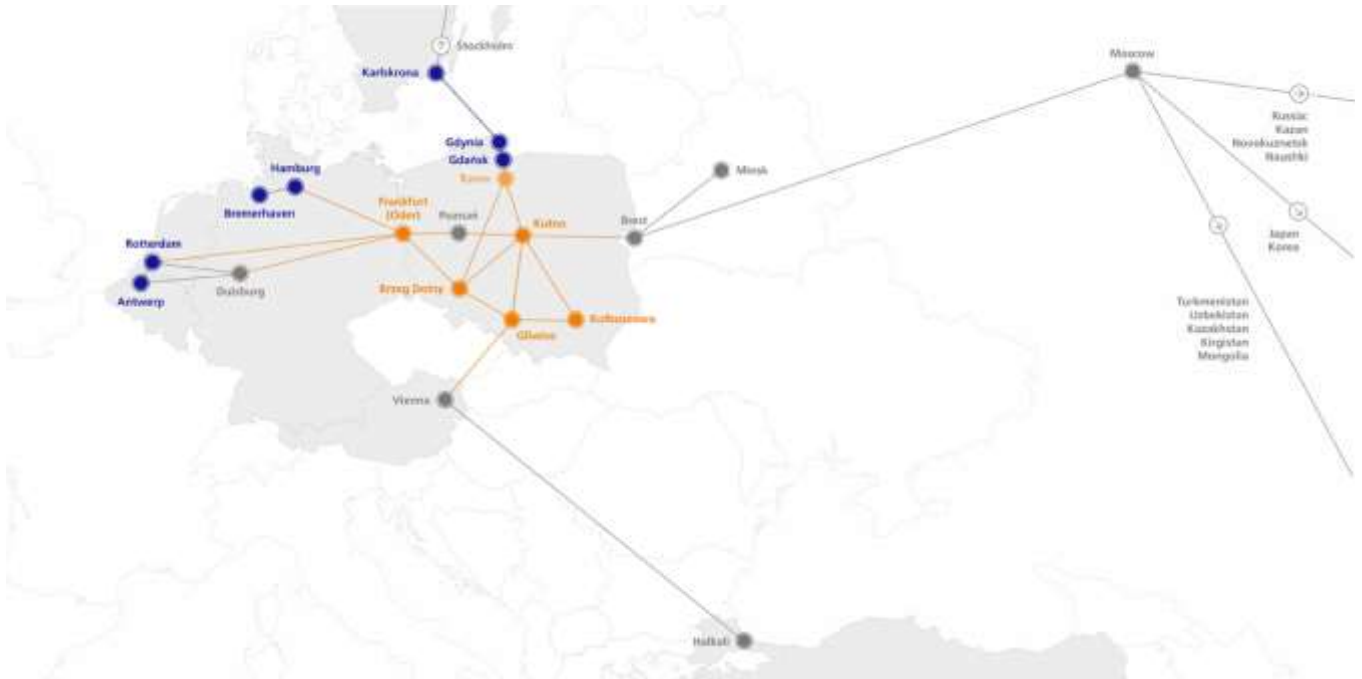 Stockholm
Moscow
Karlskrona
Russia:
Kazan
Novokuznetsk
Naushki
Gdynia
Gdańsk
Hamburg
Minsk
Bremerhaven
Frankfurt
(Oder)
Poznań
Kutno
Brest
Rotterdam
Japan
Korea
Duisburg
Brzeg Dolny
Antwerp
Turkmenistan
Uzbekistan
Kazakhstan
Kirgistan
Mongolia
Kolbuszowa
Gliwice
Vienna
Halkali